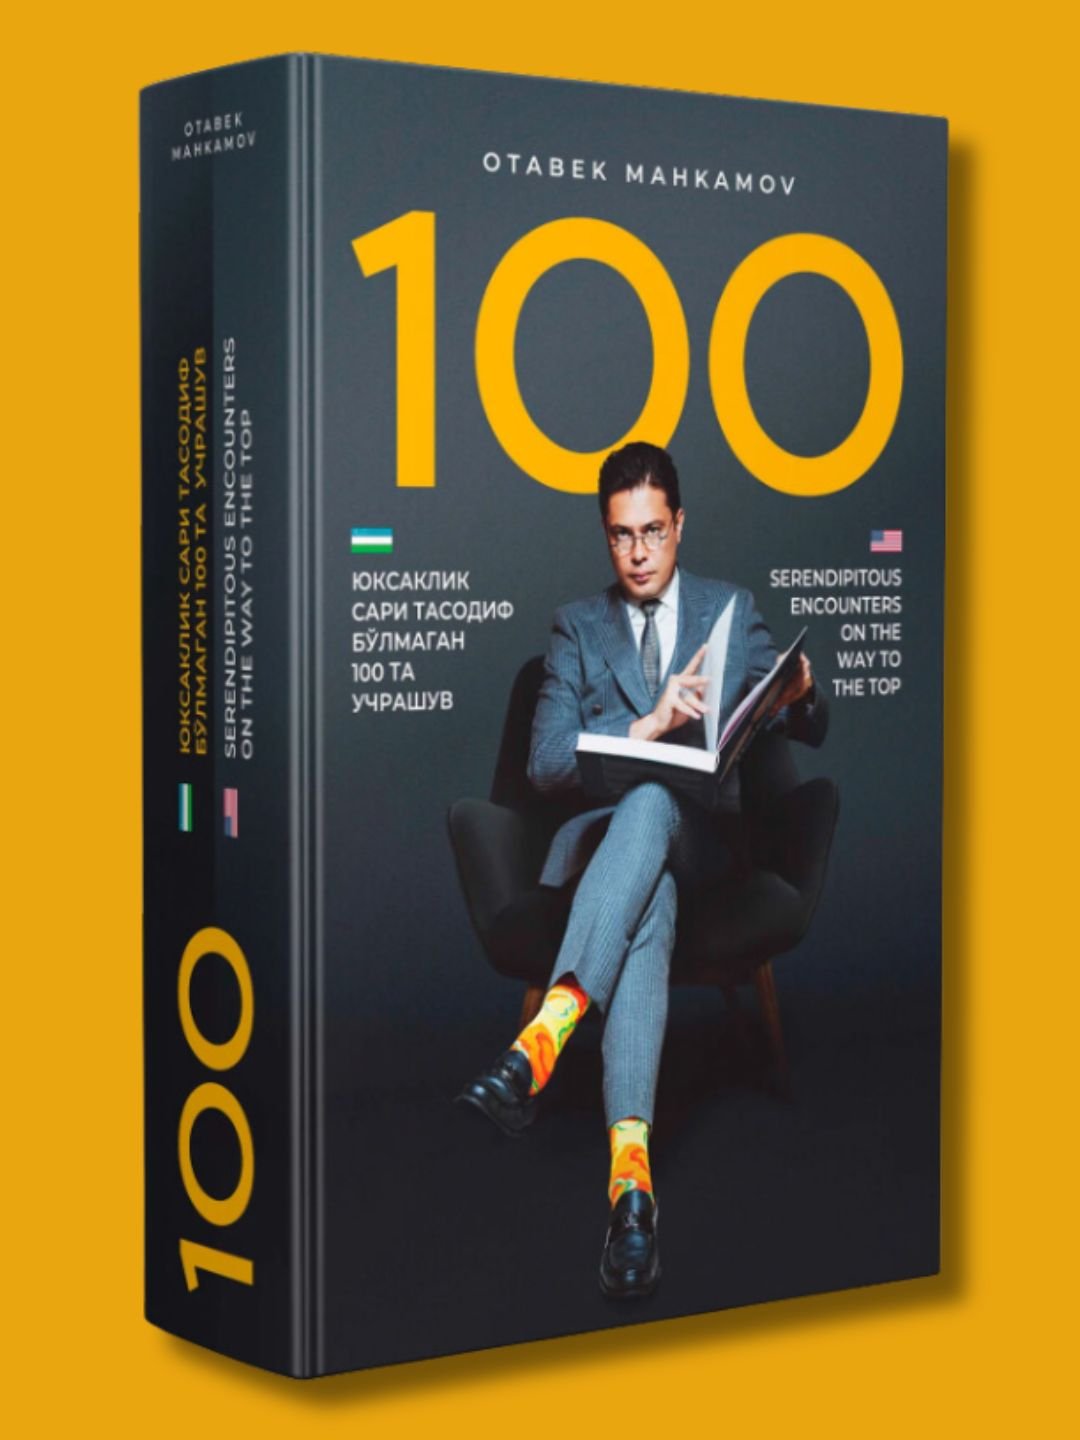 OTABEK
MAHKAMOV
ЮКСАКЛИК САРИ ТАСОДИФ
БЎЛМАГАН 100 ТА УЧРАШУВ
SERENDIPITOUS ENCOUNTERS
ON THE WAY TO THE TOP
100
OTABEK MAHKAMOV
100
ЮКСАКЛИК
САРИ ТАСОДИФ
БЎЛМАГАН
100 ТА
УЧРАШУВ
SERENDIPITOUS
ENCOUNTERS
ON THE
WAY TO
THE TOP